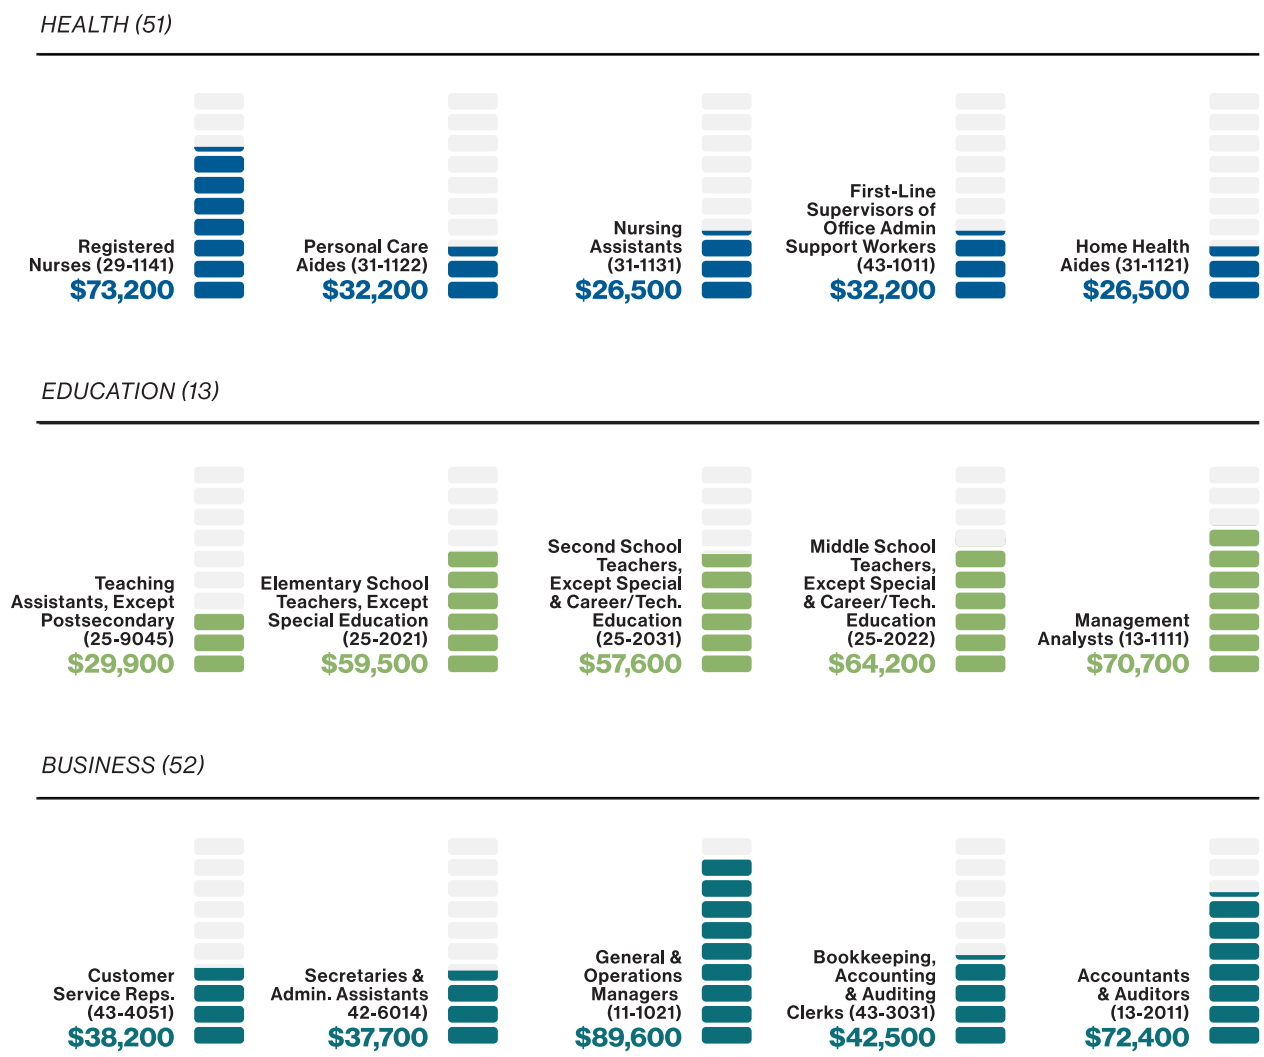 HEALTH (51)
Registered
Nurses (29-1141)
$73,200
Personal Care
Aides (31-1122)
$32,200
Nursing
Assistants
(31-1131)
$26,500
First-Line
Supervisors of
Office Admin
Support Workers
(43-1011)
$32,200
Home Health
Aides (31-1121)
$26,500
EDUCATION (13)
Teaching
Assistants, Except
Postsecondary
(25-9045)
$29,900
Elementary School
Teachers, Except
Special Education
(25-2021)
$59,500
Second School
Teachers,
Except Special
& Career/Tech.
Education
(25-2031)
$57,600
Middle School
Teachers,
Except Special
& Career/Tech.
Education
(25-2022)
$64,200
Management
Analysts (13-1111)
$70,700
BUSINESS (52)
Customer
Service Reps.
(43-4051)
$38,200
Secretaries &
Admin. Assistants
42-6014)
$37,700
General &
Operations
Managers
(11-1021)
$89,600
Bookkeeping,
Accounting
& Auditing
Clerks (43-3031)
$42,500
Accountants
& Auditors
(13-2011)
$72,400